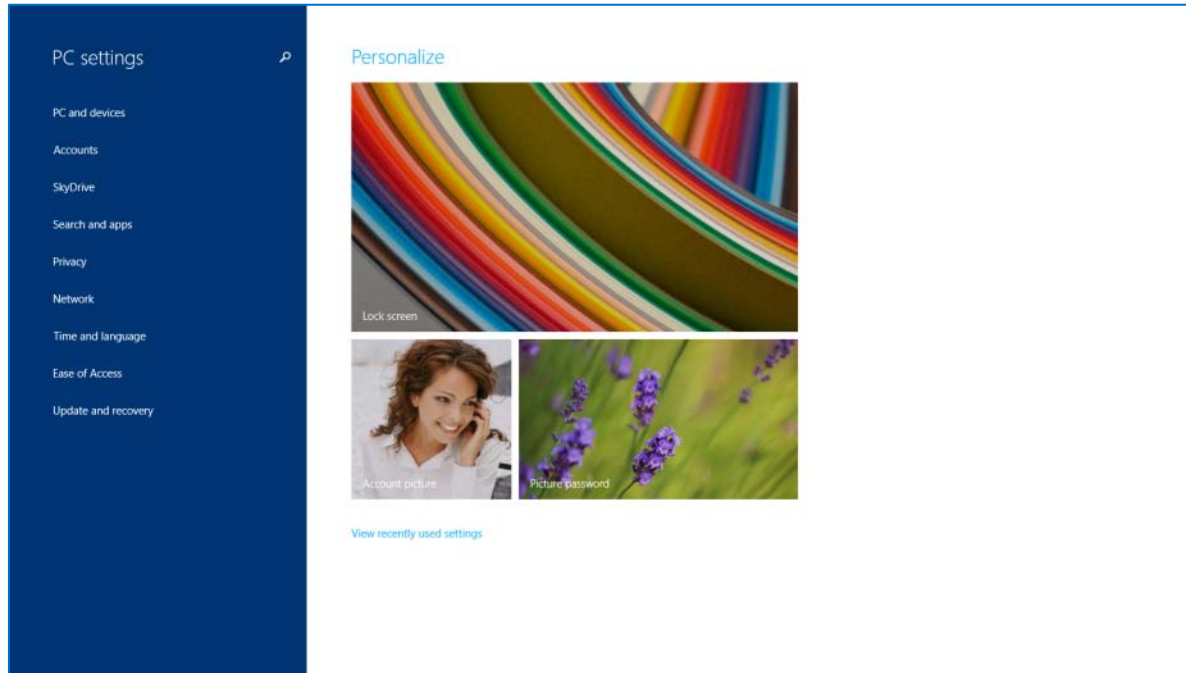 PC settings
PC and devices
Accounts
SkyDrive
Search and apps
Privacy
Network
Time and language
Ease of Access
Update and recovery
Personalize
Lock screen
Account picture
Picture password
View recently used settings